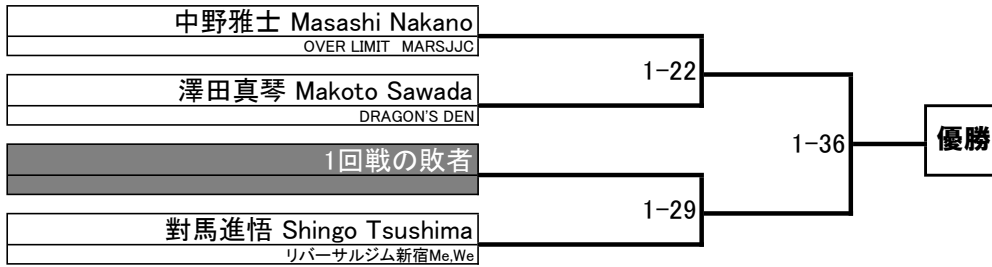 中野雅士 Masashi Nakano
OVER LIMIT MARSJJC
1-22
澤田真琴 Makoto Sawada
DRAGON'S DEN
1-36
優勝
1回戦の敗者
1-29
對馬進悟 Shingo Tsushima
リバーサルジム新宿Me,We